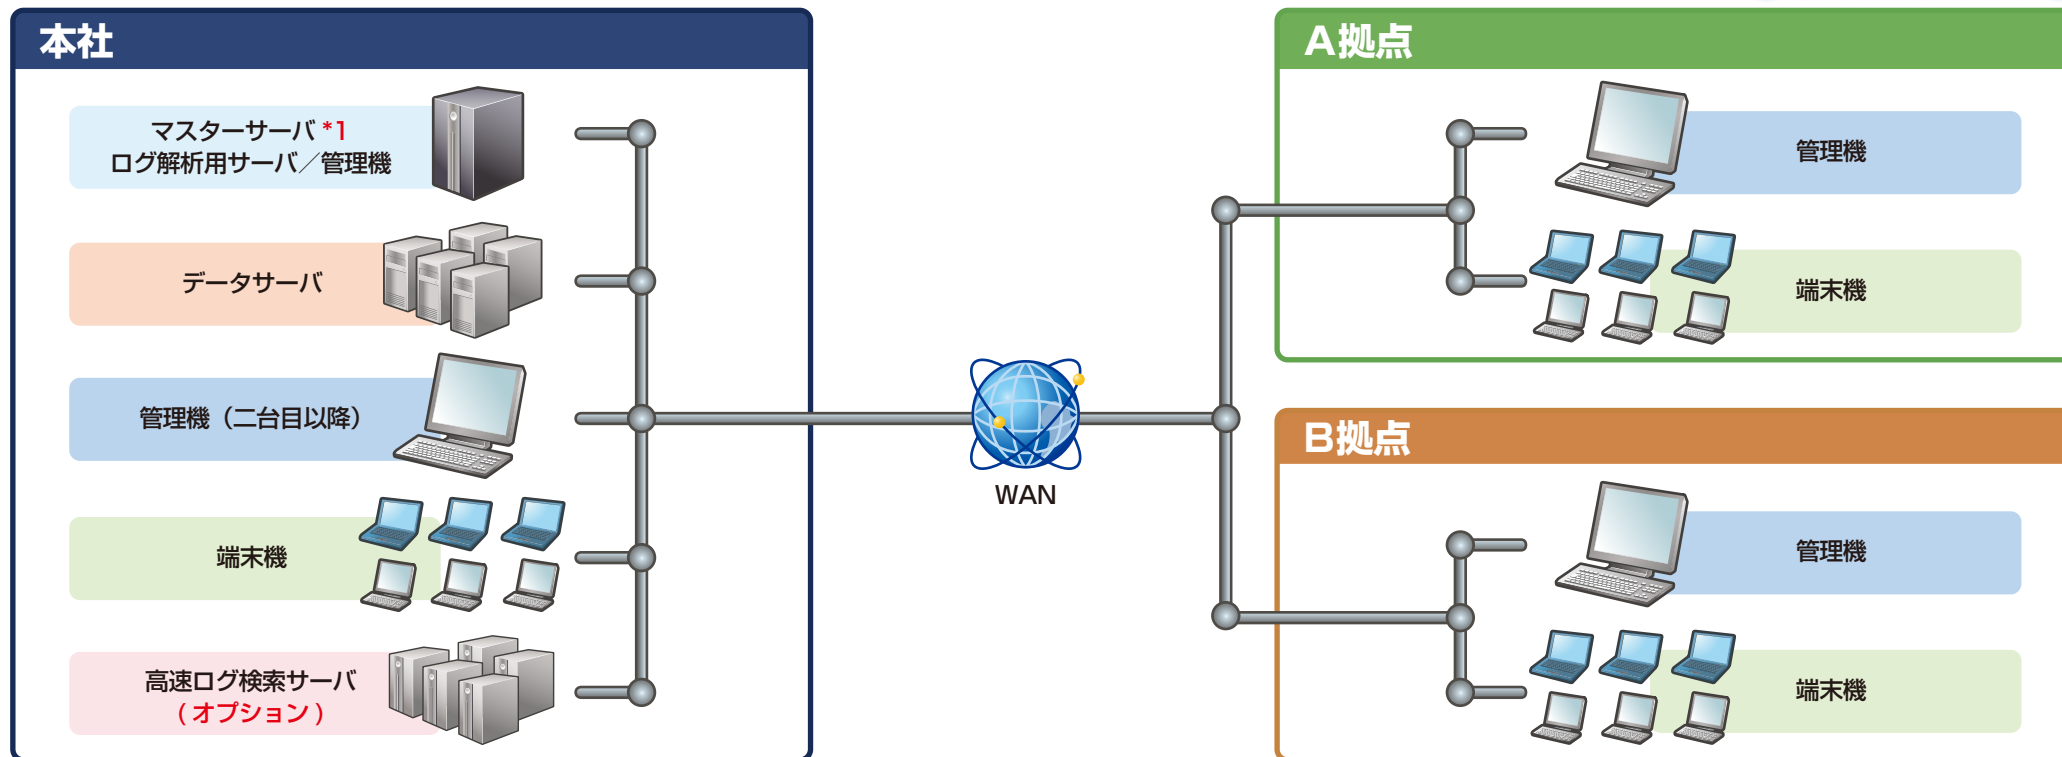 本社
マスターサーバ *1
ログ解析用サーバ／管理機
データサーバ
管理機（二台目以降）
端末機
高速ログ検索サーバ
（オプション）
WAN
A拠点
管理機
端末機
B拠点
管理機
端末機